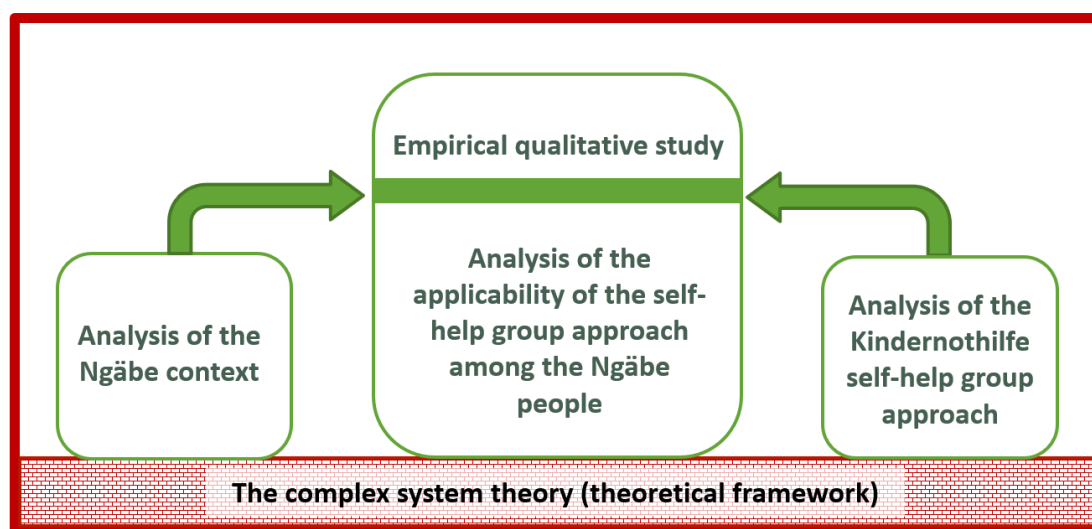 Empirical qualitative study
Analysis of the
applicability of the self-
help group approach
among the Ngäbe
people
Analysis of the
Ngäbe context
Analysis of the
Kindernothilfe
self-help group
approach
The complex system theory (theoretical framework)